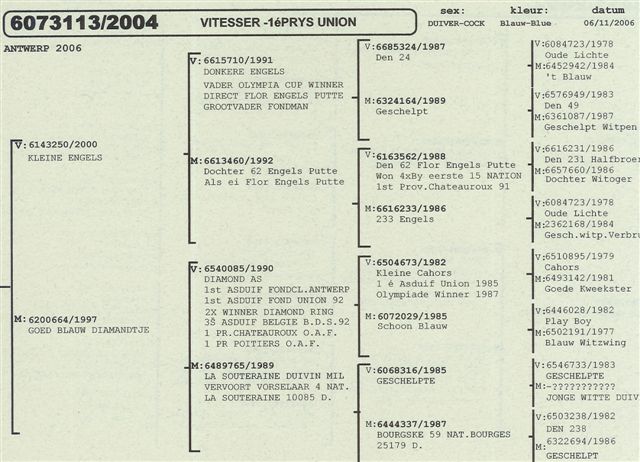 6073113/2004 VITESSER -1éPRYS UNION
sex: kleur: datum
DUIVER-COCK Blauw-Blue 06/11/2006
ANTWERP 2006
V:6143250/2000
KLEINE ENGELS
M:6200664/1997
GOED BLAUW DIAMANDTJE
V:6615710/1991
DONKERE ENGELS
VADER OLYMPIA CUP WINNER
DIRECT FLOR ENGELS PUTTE
GROOTVADER FONDMAN
M:6613460/1992
Dochter 62 Engels Putte
Als ei Flor Engels Putte
V:6540085/1990
DIAMOND AS
1st ASDUIF FONDCL.ANTWERP
1st ASDUIF FOND UNION 92
2X WINNER DIAMOND RING
3Š ASDUIF BELGIE B.D.S.92
1 PR.CHATEAUROUX O.A.F.
1 PR POITIERS O.A.F.
M:6489765/1989
LA SOUTERAINE DUIVIN MIL
VERVOORT VORSELAAR 4 NAT.
LA SOUTERAINE 10085 D.
V:6685324/1987
Den 24
M:6324164/1989
Geschelpt
V:6163562/1988
Den 62 Flor Engels Putte
Won 4xBy eerste 15 NATION
1st Prov.Chateauroux 91
M:6616233/1986
233 Engels
V:6504673/1982
Kleine Cahors
1 é Asduif Union 1985
Olympiade Winner 1987
M:6072029/1985
Schoon Blauw
V:6068316/1985
GESCHELPTE
M:6444337/1987
BOURGSKE 59 NAT.BOURGES
25179 D.
V:6084723/1978
Oude Lichte
M:6452942/1984
't Blauw
V:6576949/1983
Den 49
M:6361087/1987
Geschelpt Witpen
V:6616231/1986
Den 231 Halfbroer
M:6657660/1986
Dochter Witoger
V:6084723/1978
Oude Lichte
M:2362168/1984
Gesch.witp.Verbru
V:6510895/1979
Cahors
M:6493142/1981
Goede Kweekster
V:6446028/1982
Play Boy
M:6502191/1977
Blauw Witzwing
V:6546733/1983
GESCHELPTE
M:-???????????
JONGE WITTE DUIV
V:6503238/1982
DEN 238
M:6322694/1986
GESCHELPT